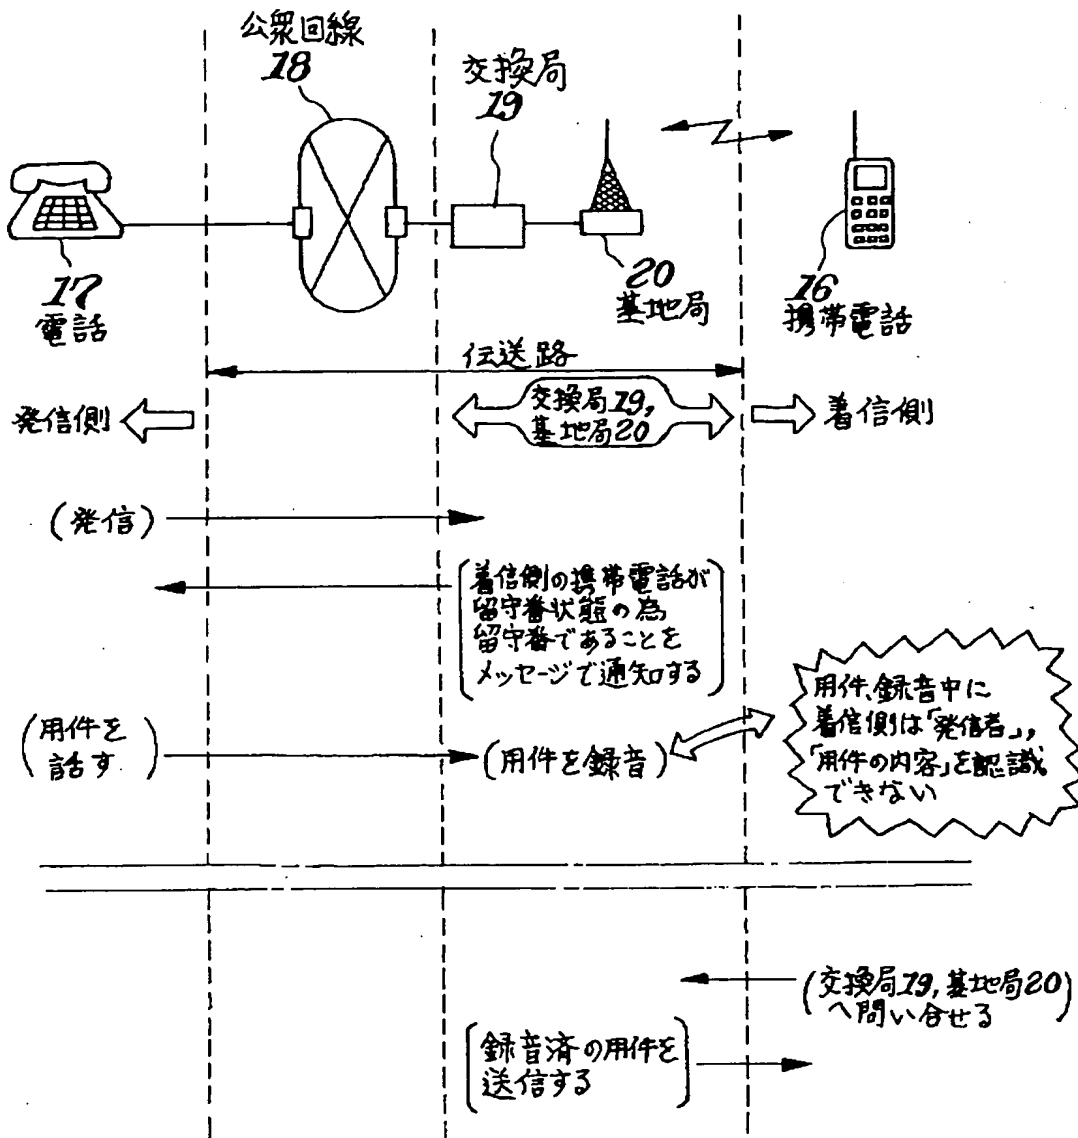 公衆回線
18
交換局
19
17
電話
20
基地局
16
携帯電話
伝送路
発信側
交換局19,
基地局20
着信側
(発信)
着信側の携帯電話が
留守番状態の為
留守番であることを
メッセージで通知する
用件、録音中に
着信側は「発信者」,
「用件の内容」を認識
できない
(用件を
話す)
(用件を録音)
(交換局19,基地局20)
へ問い合せる
録音済の用件を
送信する